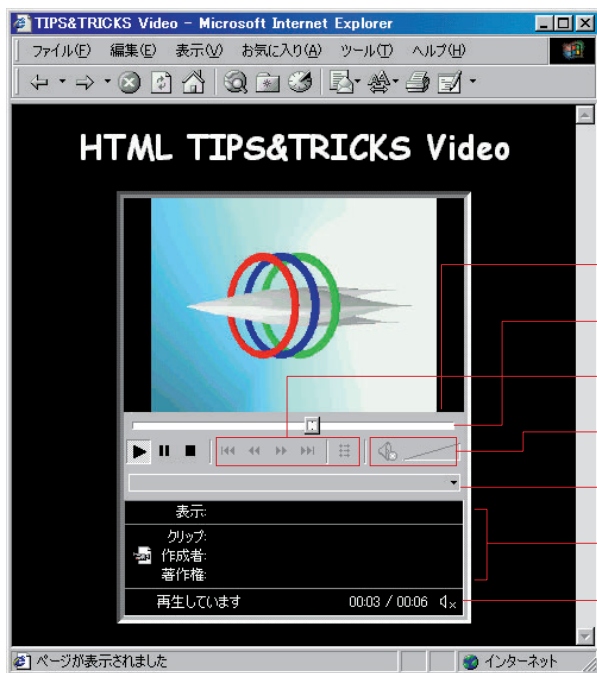 TIPS&TRICKS Video - Microsoft Internet Explorer
ファイル(F) 編集(E) 表示(V) お気に入り(A) ツール(T) ヘルプ(H)
HTML TIPS&TRICKS Video
表示:
クリップ:
作成者:
著作権:
再生しています 00:03 / 00:06
ページが表示されました インターネット